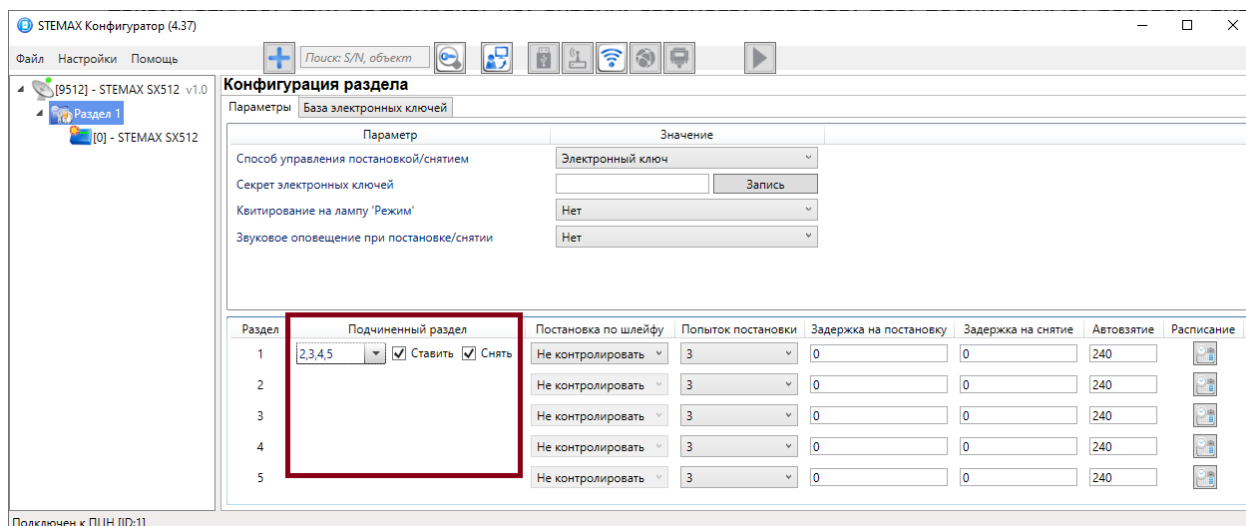 STEMAX Конфигуратор (4.37)
Файл Настройки Помощь Поиск: S/N, объект
[9512] - STEMAX SX512 v1.0
Раздел 1
[0] - STEMAX SX512
Конфигурация раздела
Параметры База электронных ключей
Параметр Значение
Способ управления постановкой/снятием Электронный ключ
Секрет электронных ключей Запись
Квитирование на лампу 'Режим' Нет
Звуковое оповещение при постановке/снятии Нет
Раздел Подчиненный раздел Постановка по шлейфу Попыток постановки Задержка на постановку Задержка на снятие Автовзятие Расписание
1 2,3,4,5 Ставить Снять Не контролировать 3 0 0 240
2 Не контролировать 3 0 0 240
3 Не контролировать 3 0 0 240
4 Не контролировать 3 0 0 240
5 Не контролировать 3 0 0 240
Подключен к ПЦН [ID:1]